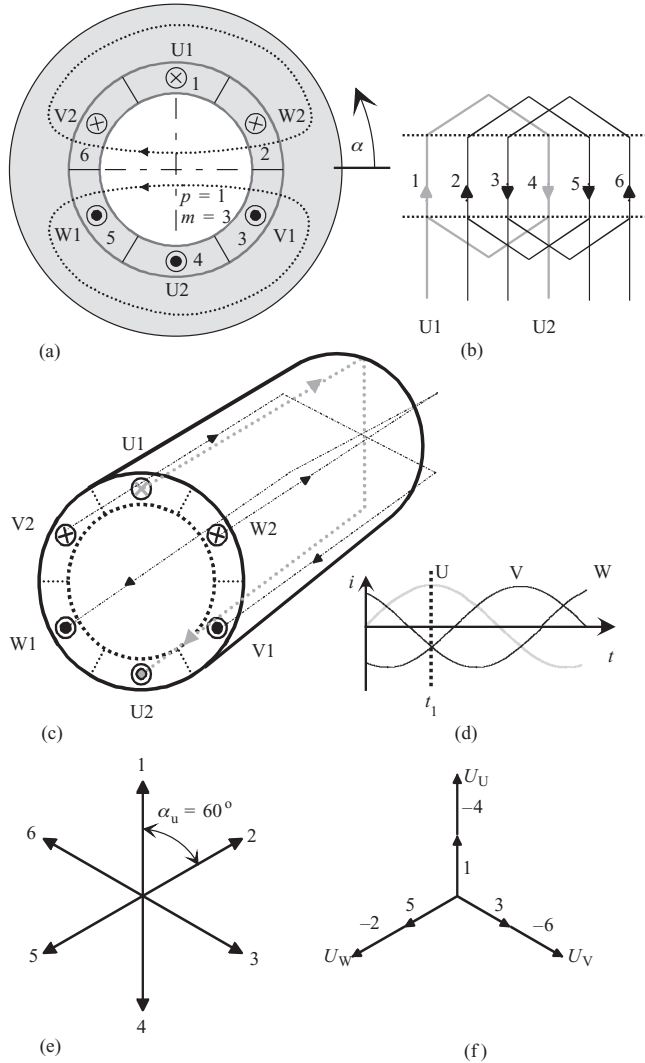 U1
1
V2
W2
6
2
α
p = 1
m = 3
W1
5
3
V1
4
U2
(a)
1 2 3 4 5 6
U1 U2
(b)
U1
V2
W2
W1
V1
U2
(c)
i
U V W
t
t1
(d)
1
αu = 60°
6
2
5
3
4
(e)
UU
–4
1
–2 5 3 –6
UW
UV
(f)